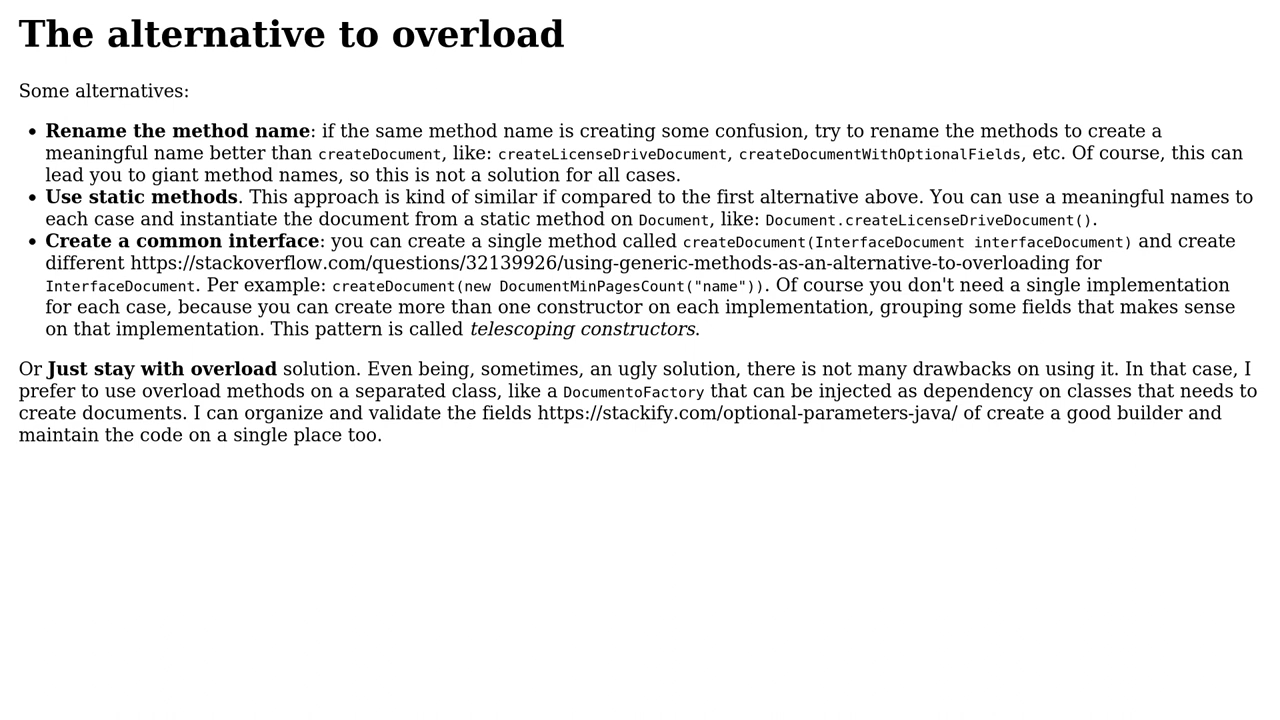 The alternative to overload
Some alternatives:
• Rename the method name: if the same method name is creating some confusion, try to rename the methods to create a
meaningful name better than createDocument, like: createLicenseDriveDocument, createDocumentWithOptionalFields, etc. Of course, this can
lead you to giant method names, so this is not a solution for all cases.
• Use static methods. This approach is kind of similar if compared to the first alternative above. You can use a meaningful names to
each case and instantiate the document from a static method on Document, like: Document.createLicenseDriveDocument().
• Create a common interface: you can create a single method called createDocument(InterfaceDocument interfaceDocument) and create
different https://stackoverflow.com/questions/32139926/using-generic-methods-as-an-alternative-to-overloading for
InterfaceDocument. Per example: createDocument(new DocumentMinPagesCount("name")). Of course you don't need a single implementation
for each case, because you can create more than one constructor on each implementation, grouping some fields that makes sense
on that implementation. This pattern is called telescoping constructors.
Or Just stay with overload solution. Even being, sometimes, an ugly solution, there is not many drawbacks on using it. In that case, I
prefer to use overload methods on a separated class, like a DocumentoFactory that can be injected as dependency on classes that needs to
create documents. I can organize and validate the fields https://stackify.com/optional-parameters-java/ of create a good builder and
maintain the code on a single place too.